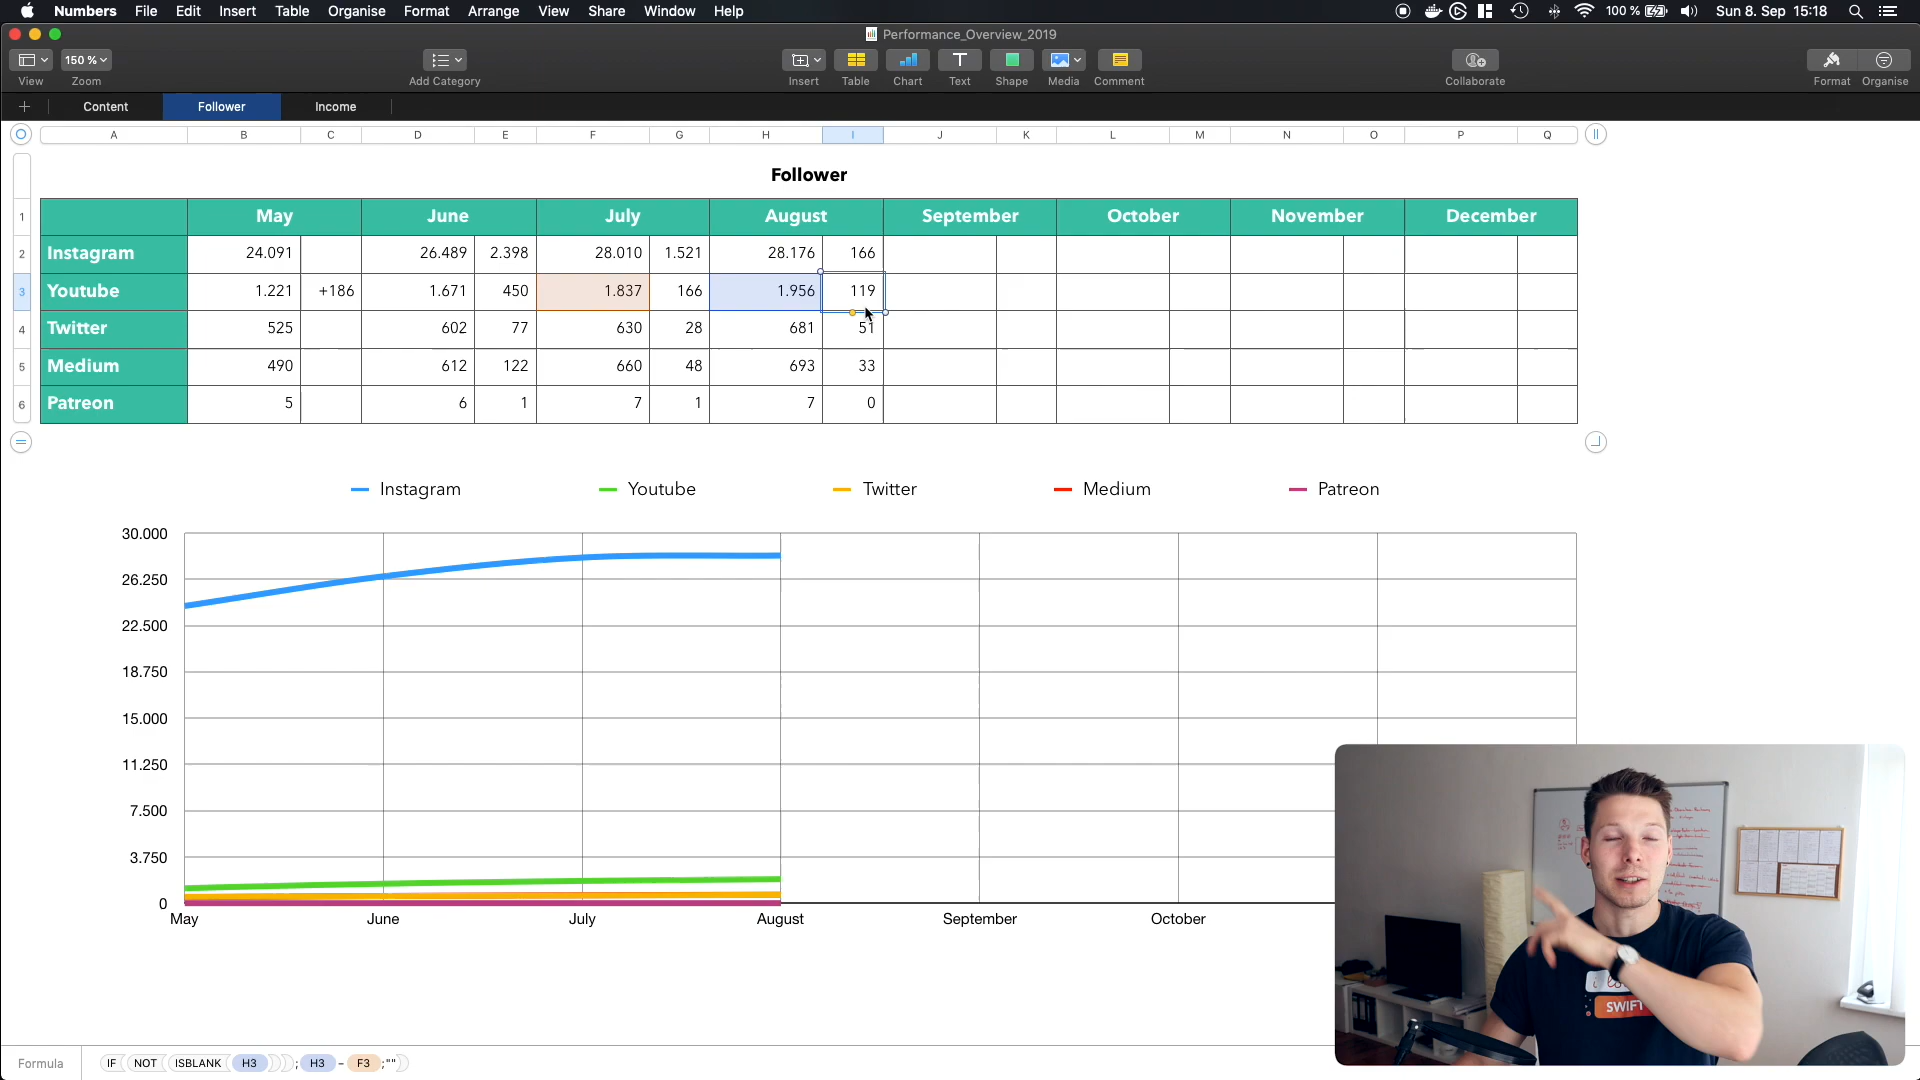 Numbers File Edit Insert Table Organise Format Arrange View Share Window Help 100 % Sun 8. Sep 15:18
Performance_Overview_2019
150 %
View Zoom Add Category Insert Table Chart Text Shape Media Comment Collaborate Format Organise
Content Follower Income
A B C D E F G H I J K L M N O P Q
Follower
1 May June July August September October November December
2 Instagram 24.091 26.489 2.398 28.010 1.521 28.176 166
3 Youtube 1.221 +186 1.671 450 1.837 166 1.956 119
4 Twitter 525 602 77 630 28 681 51
5 Medium 490 612 122 660 48 693 33
6 Patreon 5 6 1 7 1 7 0
Instagram Youtube Twitter Medium Patreon
30.000
26.250
22.500
18.750
15.000
11.250
7.500
3.750
0
May June July August September October
SWIFT
Formula IF ( NOT ( ISBLANK ( H3 ) ) ; H3 - F3 ;"" )